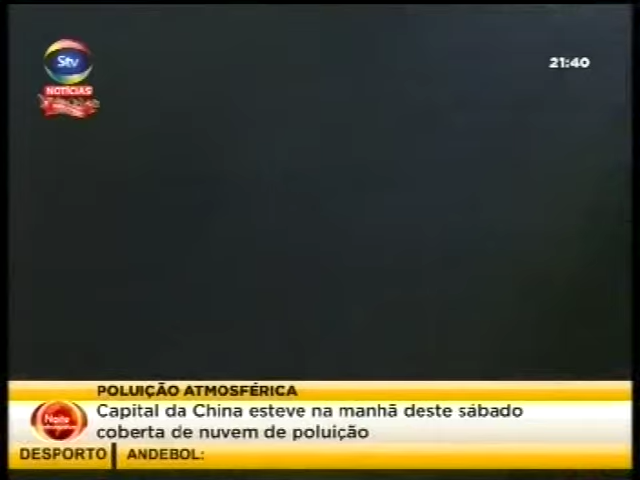 Stv
21:40
NOTÍCIAS
POLUIÇÃO ATMOSFÉRICA
Capital da China esteve na manhã deste sábado
Noite
coberta de nuvem de poluição
DESPORTO ANDEBOL: